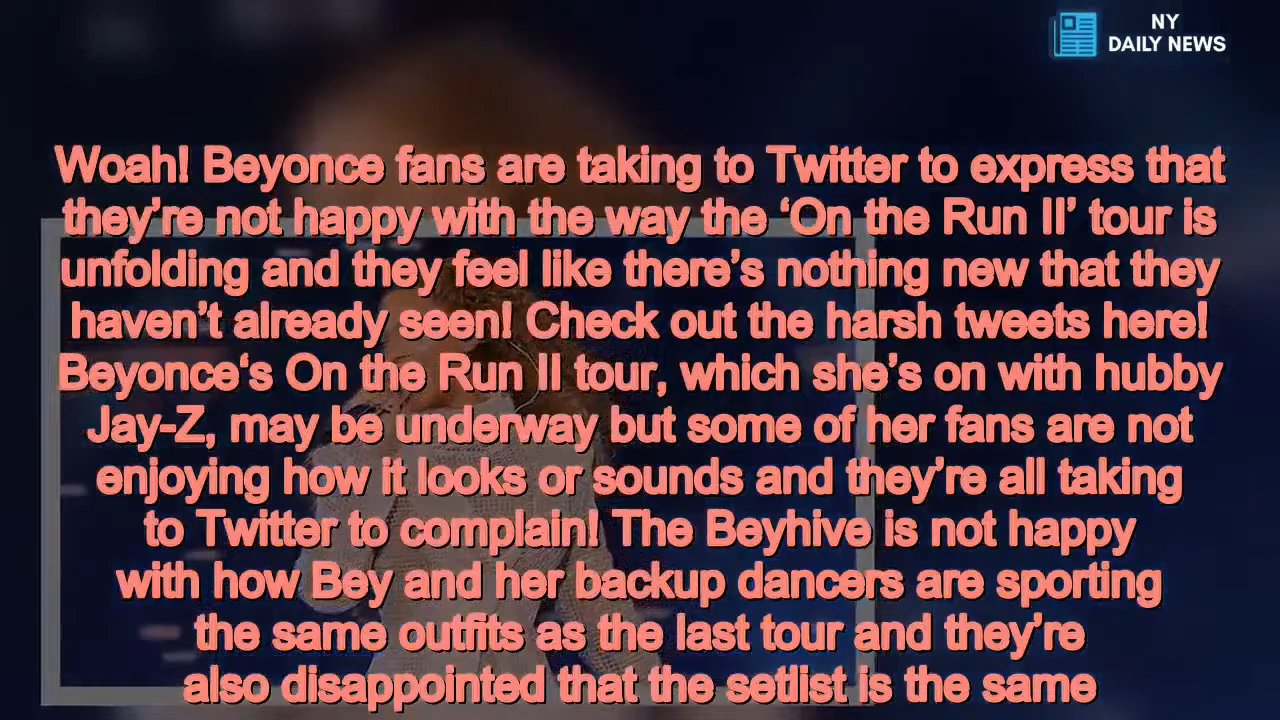 NY
DAILY NEWS
Woah! Beyonce fans are taking to Twitter to express that
they’re not happy with the way the ‘On the Run II’ tour is
unfolding and they feel like there’s nothing new that they
haven’t already seen! Check out the harsh tweets here!
Beyonce‘s On the Run II tour, which she’s on with hubby
Jay-Z, may be underway but some of her fans are not
enjoying how it looks or sounds and they’re all taking
to Twitter to complain! The Beyhive is not happy
with how Bey and her backup dancers are sporting
the same outfits as the last tour and they’re
also disappointed that the setlist is the same